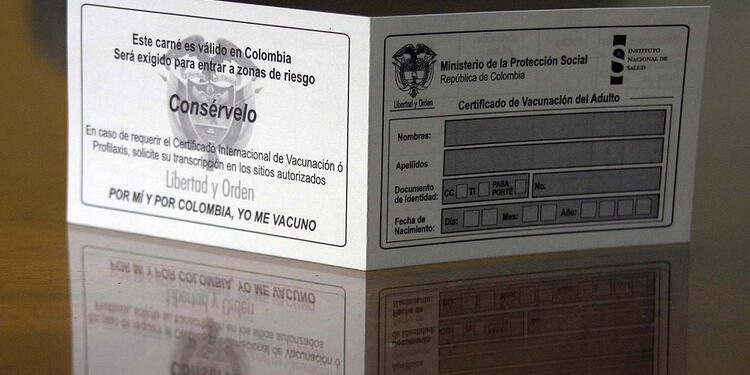 Este carné es válido en Colombia
Será exigido para entrar a zonas de riesgo
Consérvelo
En caso de requerir el Certificado Internacional de Vacunación ó
Profilaxis, solicite su transcripción en los sitios autorizados
Libertad y Orden
POR MÍ Y POR COLOMBIA, YO ME VACUNO
Libertad y Orden
Ministerio de la Protección Social
República de Colombia
INSTITUTO
NACIONAL DE
SALUD
Certificado de Vacunación del Adulto
Nombres:
Apellidos
Documento
de Identidad:
CC
TI
PASA
PORTE
No.
Fecha de
Nacimiento:
Día:
Mes:
Año: